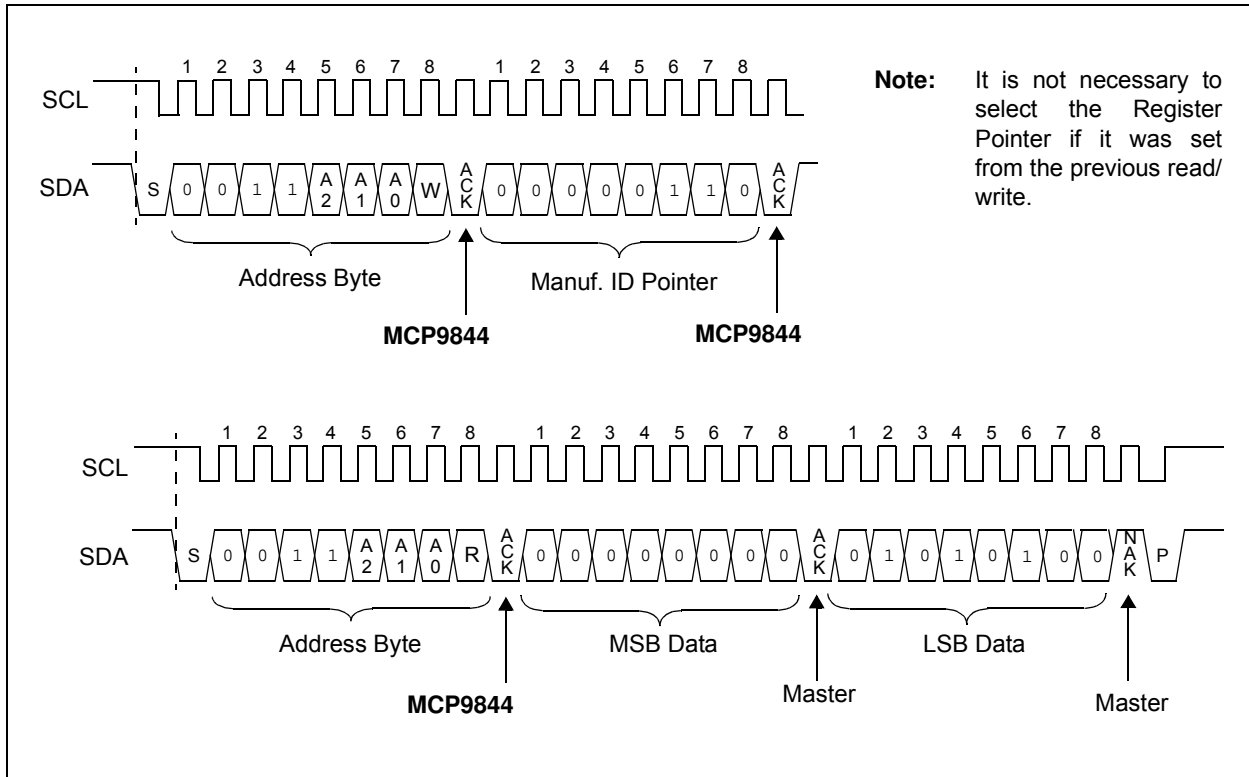 1 2 3 4 5 6 7 8 1 2 3 4 5 6 7 8
SCL
SDA
S 0 0 1 1 A2 A1 A0 W ACK 0 0 0 0 0 1 1 0 ACK
Address Byte
Manuf. ID Pointer
MCP9844
MCP9844
Note: It is not necessary to
select the Register
Pointer if it was set
from the previous read/
write.
1 2 3 4 5 6 7 8 1 2 3 4 5 6 7 8 1 2 3 4 5 6 7 8
SCL
SDA
S 0 0 1 1 A2 A1 A0 R ACK 0 0 0 0 0 0 0 0 ACK 0 1 0 1 0 1 0 0 NAK P
Address Byte
MSB Data
LSB Data
MCP9844
Master
Master